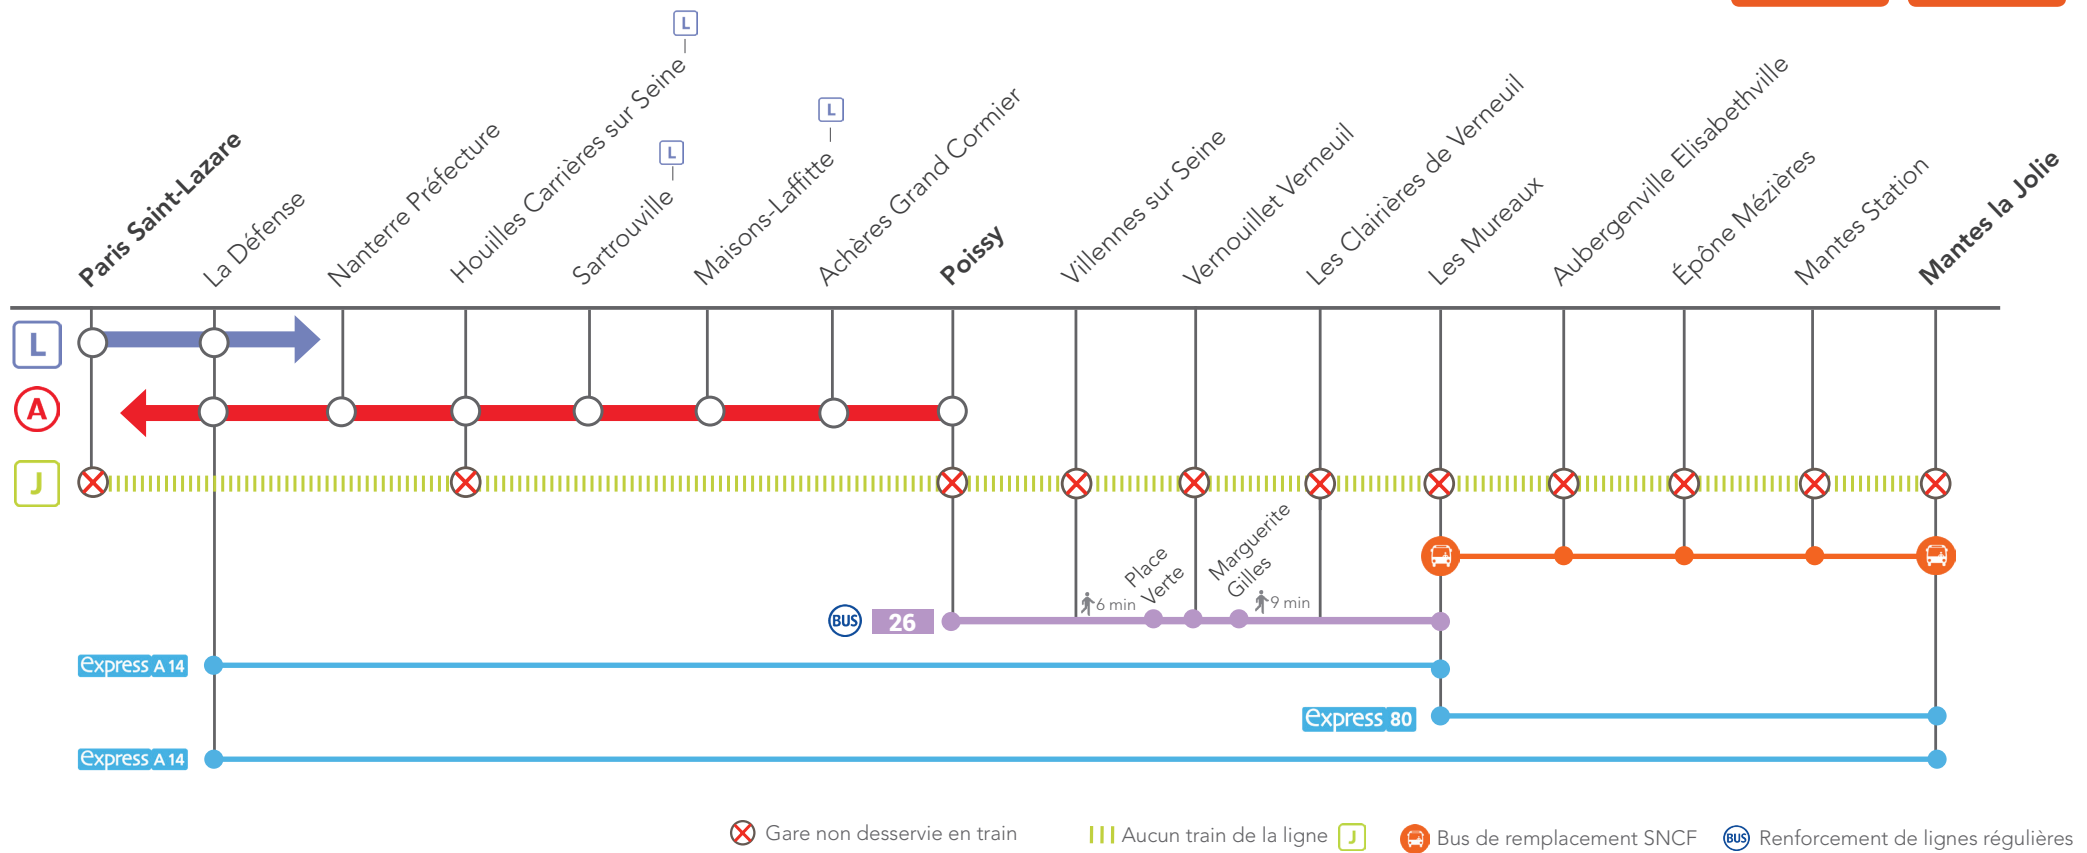 L
L
L
Paris Saint-Lazare
La Défense
Nanterre Préfecture
Houilles Carrières sur Seine
Sartrouville
Maisons-Laffitte
Achères Grand Cormier
Poissy
Villennes sur Seine
Vernouillet Verneuil
Les Clairières de Verneuil
Les Mureaux
Aubergenville Elisabethville
Épône Mézières
Mantes Station
Mantes la Jolie
L
A
J
Place
Verte
Marguerite
Gilles
6 min
9 min
BUS 26
express A 14
express 80
express A 14
Gare non desservie en train
Aucun train de la ligne J
Bus de remplacement SNCF
BUS Renforcement de lignes régulières